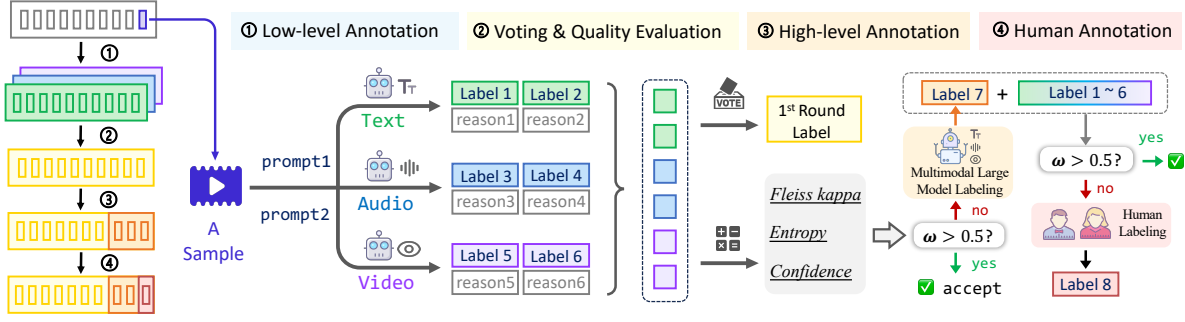 ① Low-level Annotation
② Voting & Quality Evaluation
③ High-level Annotation
④ Human Annotation
①
②
③
④
A
Sample
prompt1
prompt2
Text
Label 1 Label 2
reason1 reason2
Audio
Label 3 Label 4
reason3 reason4
Video
Label 5 Label 6
reason5 reason6
VOTE
1st Round
Label
Fleiss kappa
Entropy
Confidence
Label 7 + Label 1 ~ 6
Multimodal Large
Model Labeling
no
ω > 0.5?
yes
accept
ω > 0.5?
yes
no
Human
Labeling
Label 8